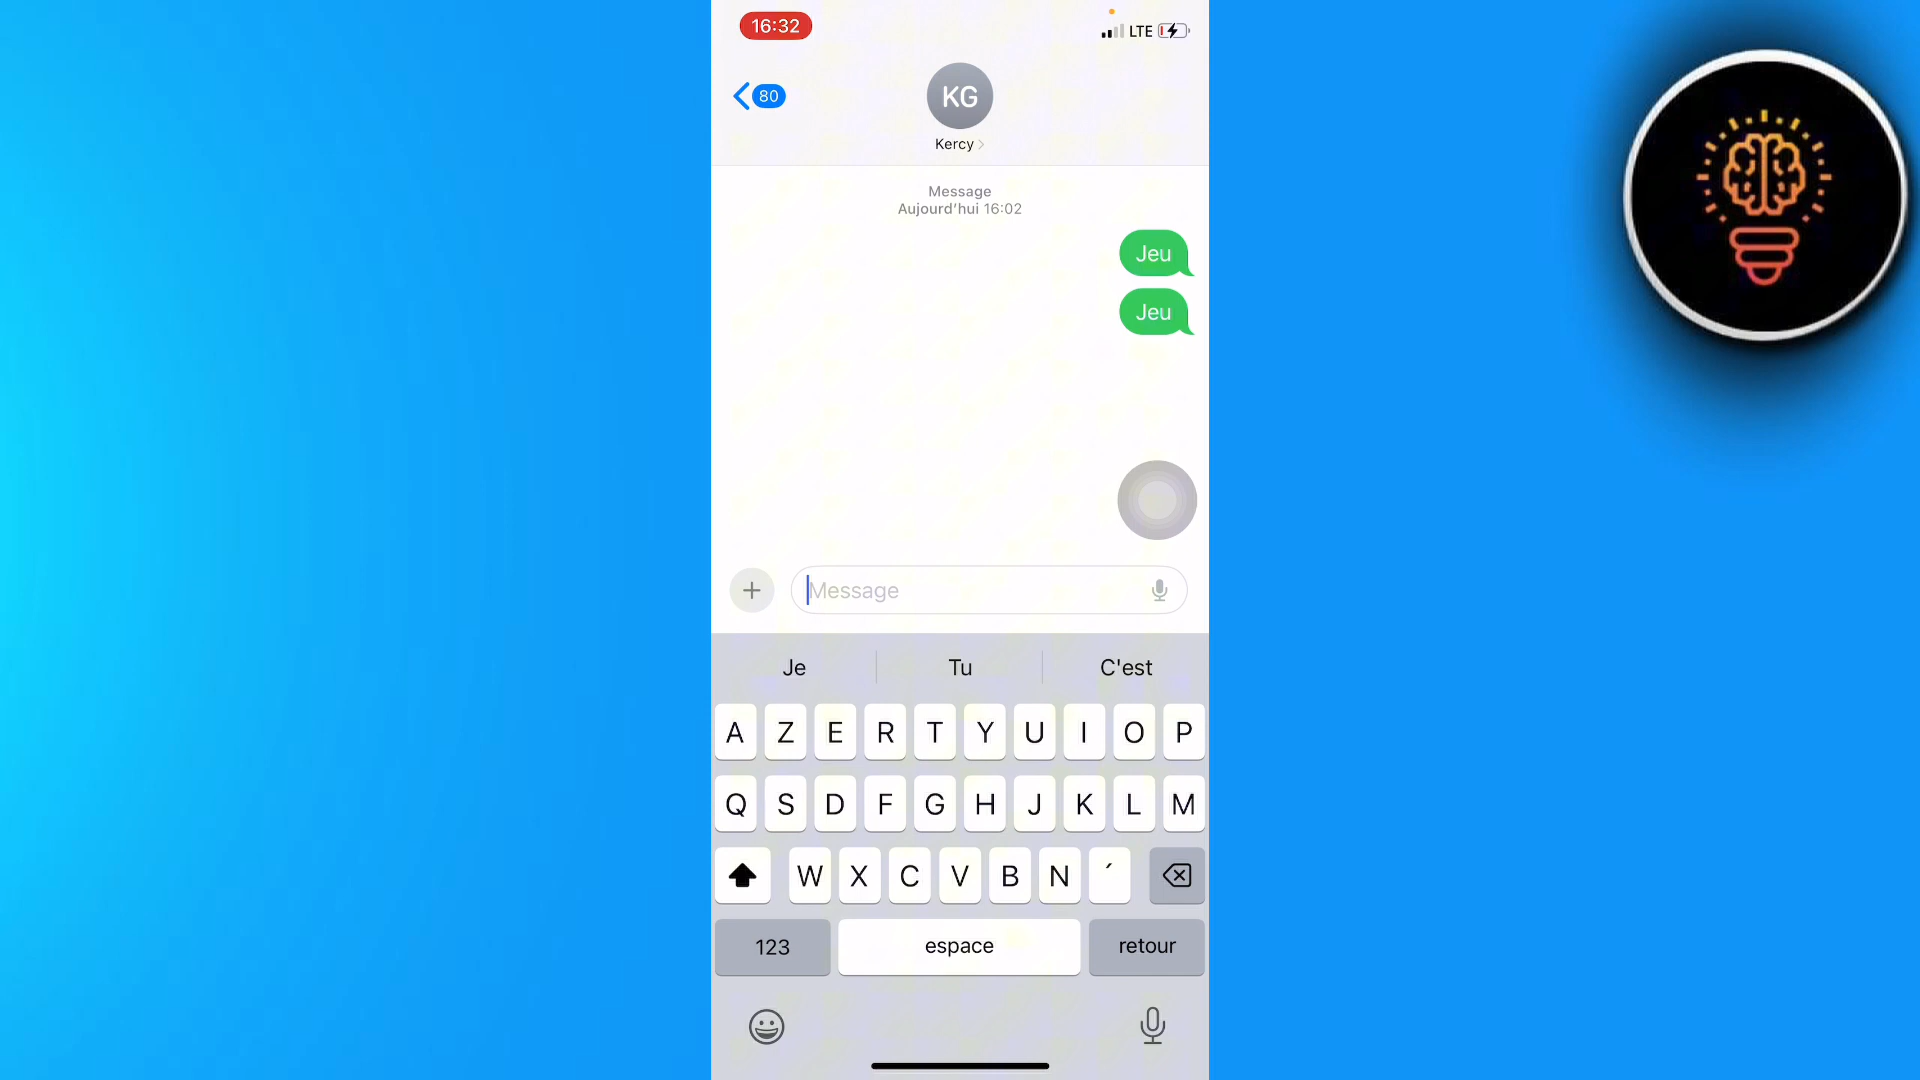 16:32
LTE
80
KG
Kercy
Message
Aujourd'hui 16:02
Jeu
Jeu
Message
Je Tu C'est
A Z E R T Y U I O P
Q S D F G H J K L M
W X C V B N ´
123 espace retour